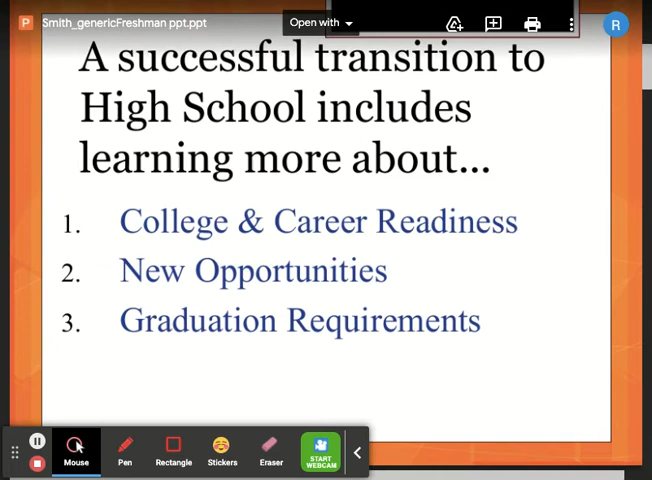 P Smith_genericFreshman ppt.ppt Open with R
A successful transition to
High School includes
learning more about...
1. College & Career Readiness
2. New Opportunities
3. Graduation Requirements
Mouse Pen Rectangle Stickers Eraser START
WEBCAM